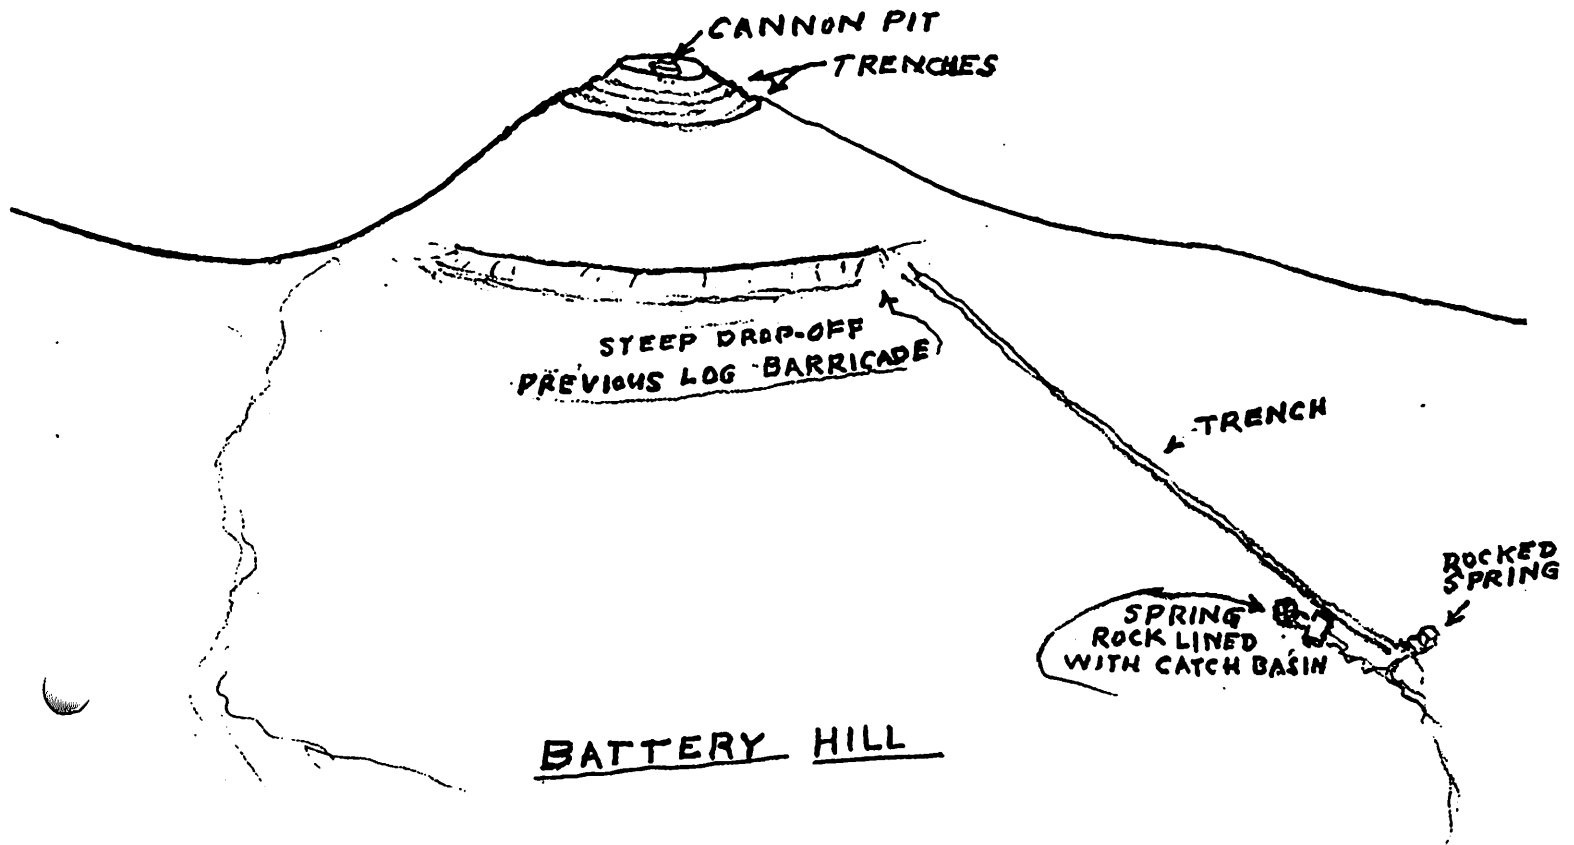 CANNON PIT
TRENCHES
STEEP DROP-OFF
PREVIOUS LOG BARRICADE
TRENCH
ROCKED
SPRING
SPRING
ROCK LINED
WITH CATCH BASIN
BATTERY HILL